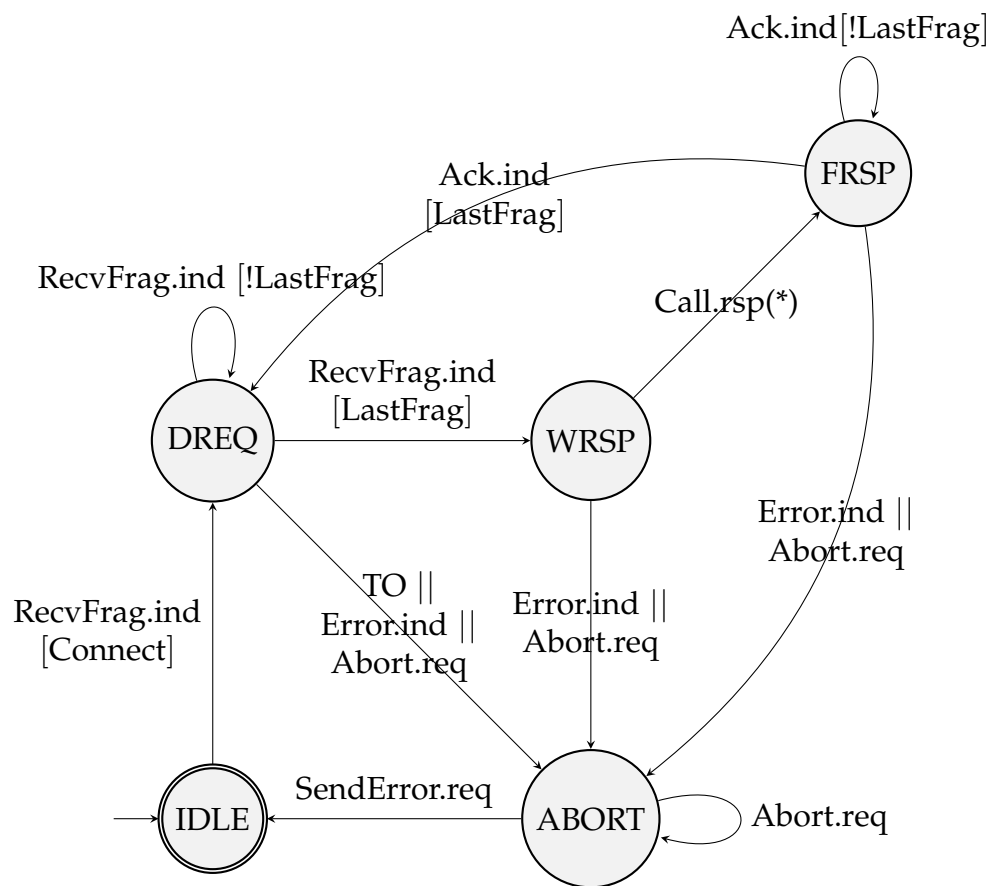 Ack.ind[!LastFrag]
FRSP
Ack.ind
[LastFrag]
RecvFrag.ind [!LastFrag]
Call.rsp(*)
RecvFrag.ind
[LastFrag]
DREQ
WRSP
Error.ind ||
Abort.req
TO ||
Error.ind ||
Abort.req
Error.ind ||
Abort.req
RecvFrag.ind
[Connect]
SendError.req
IDLE
ABORT
Abort.req